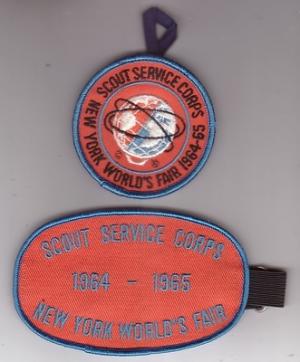 SCOUT SERVICE CORPS
NEW YORK WORLD'S FAIR 1964-65
SCOUT SERVICE CORPS
1964 - 1965
NEW YORK WORLD'S FAIR